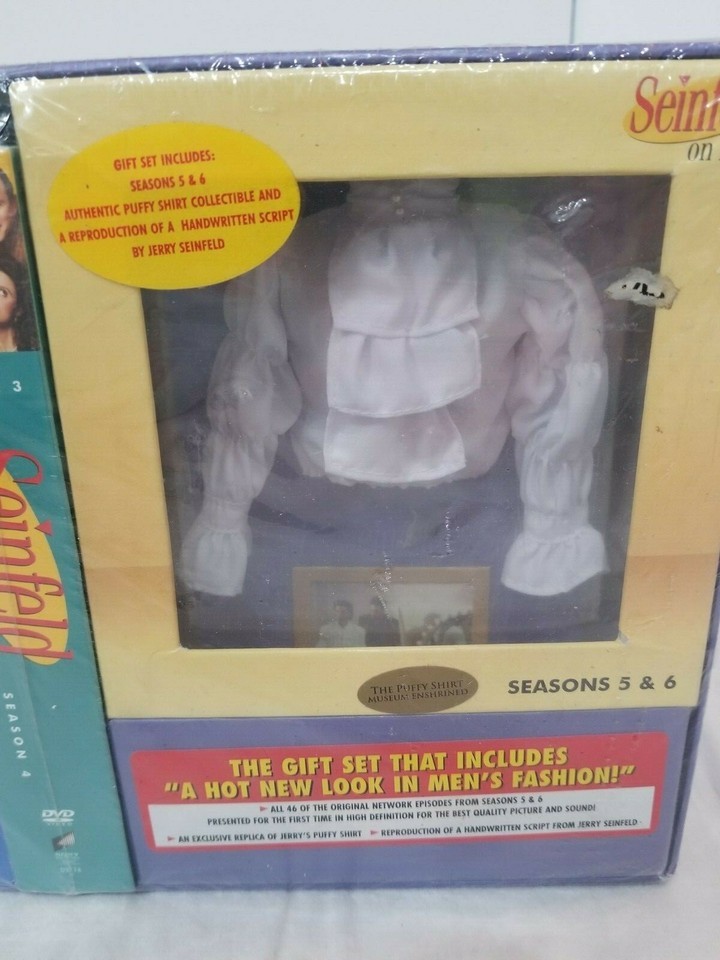 GIFT SET INCLUDES:
SEASONS 5 & 6
AUTHENTIC PUFFY SHIRT COLLECTIBLE AND
A REPRODUCTION OF A HANDWRITTEN SCRIPT
BY JERRY SEINFELD
Seinf
on
3
Seinfeld
SEASON 4
DVD
THE PUFFY SHIRT
MUSEUM ENSHRINED
SEASONS 5 & 6
THE GIFT SET THAT INCLUDES
"A HOT NEW LOOK IN MEN'S FASHION!"
► ALL 46 OF THE ORIGINAL NETWORK EPISODES FROM SEASONS 5 & 6
PRESENTED FOR THE FIRST TIME IN HIGH DEFINITION FOR THE BEST QUALITY PICTURE AND SOUND!
► AN EXCLUSIVE REPLICA OF JERRY'S PUFFY SHIRT ► REPRODUCTION OF A HANDWRITTEN SCRIPT FROM JERRY SEINFELD